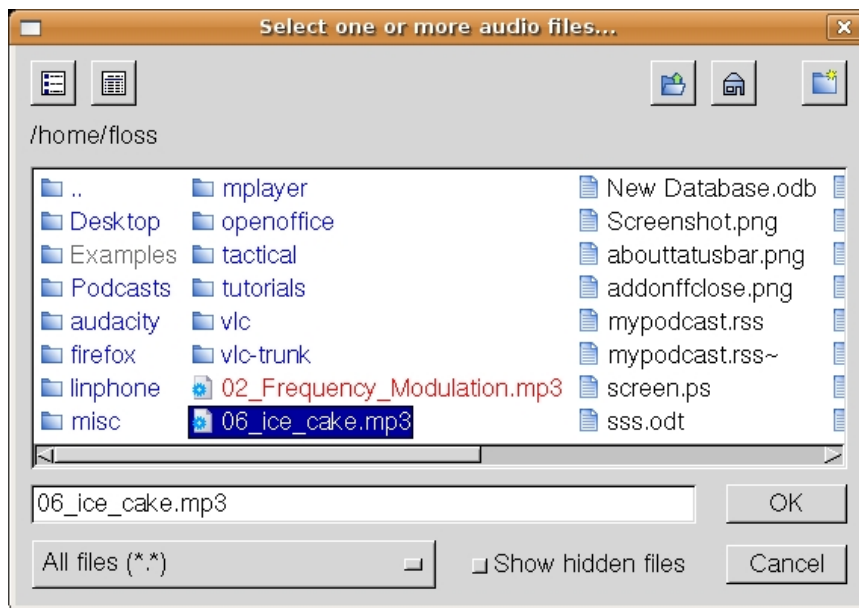 Select one or more audio files...
/home/floss
..
Desktop
Examples
Podcasts
audacity
firefox
linphone
misc
mplayer
openoffice
tactical
tutorials
vlc
vlc-trunk
02_Frequency_Modulation.mp3
06_ice_cake.mp3
New Database.odb
Screenshot.png
abouttatusbar.png
addonffclose.png
mypodcast.rss
mypodcast.rss~
screen.ps
sss.odt
06_ice_cake.mp3
OK
All files (*.*)
Show hidden files
Cancel